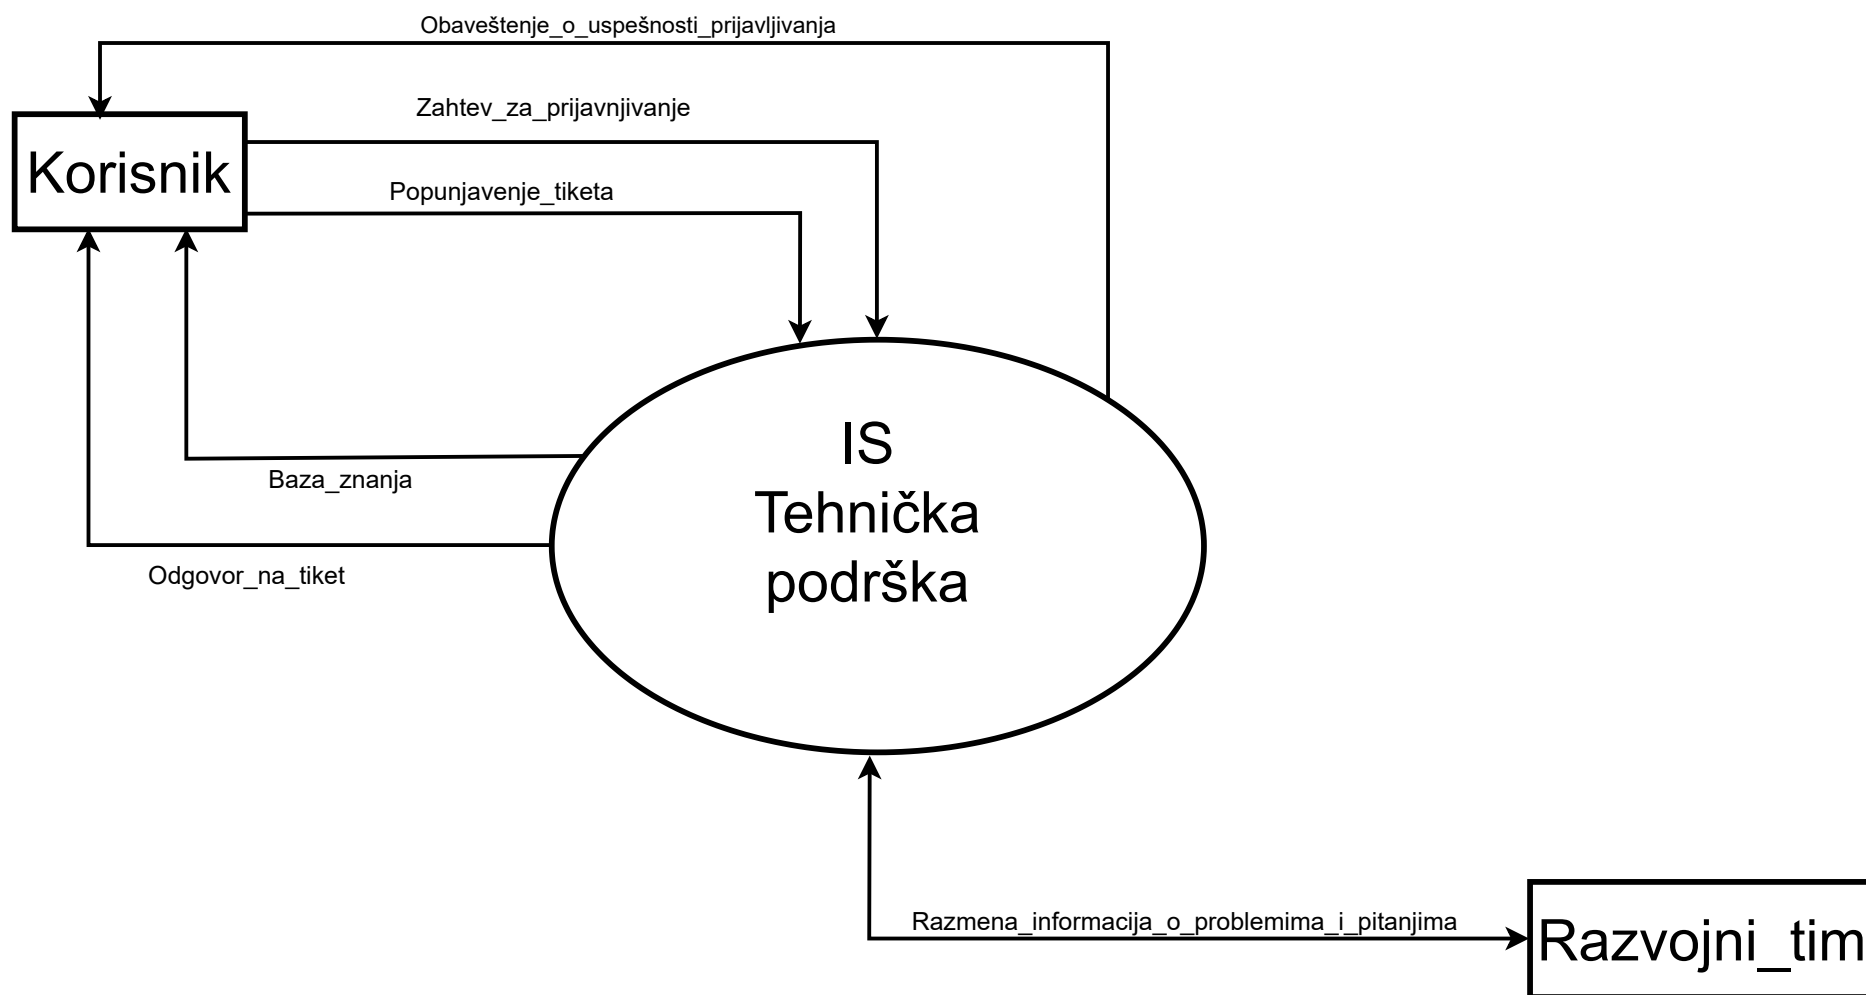 Obaveštenje_o_uspešnosti_prijavljivanja
Zahtev_za_prijavnjivanje
Korisnik
Popunjavenje_tiketa
IS
Tehnička
podrška
Baza_znanja
Odgovor_na_tiket
Razmena_informacija_o_problemima_i_pitanjima
Razvojni_tim